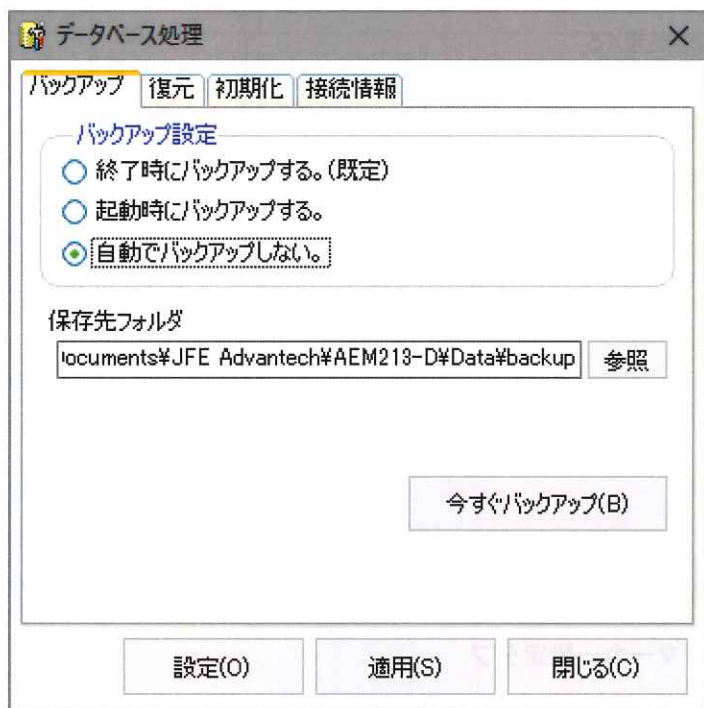 データベース処理
バックアップ 復元 初期化 接続情報
バックアップ設定
終了時にバックアップする。(既定)
起動時にバックアップする。
自動でバックアップしない。
保存先フォルダ
ocuments¥JFE Advantech¥AEM213-D¥Data¥backup 参照
今すぐバックアップ(B)
設定(O) 適用(S) 閉じる(C)